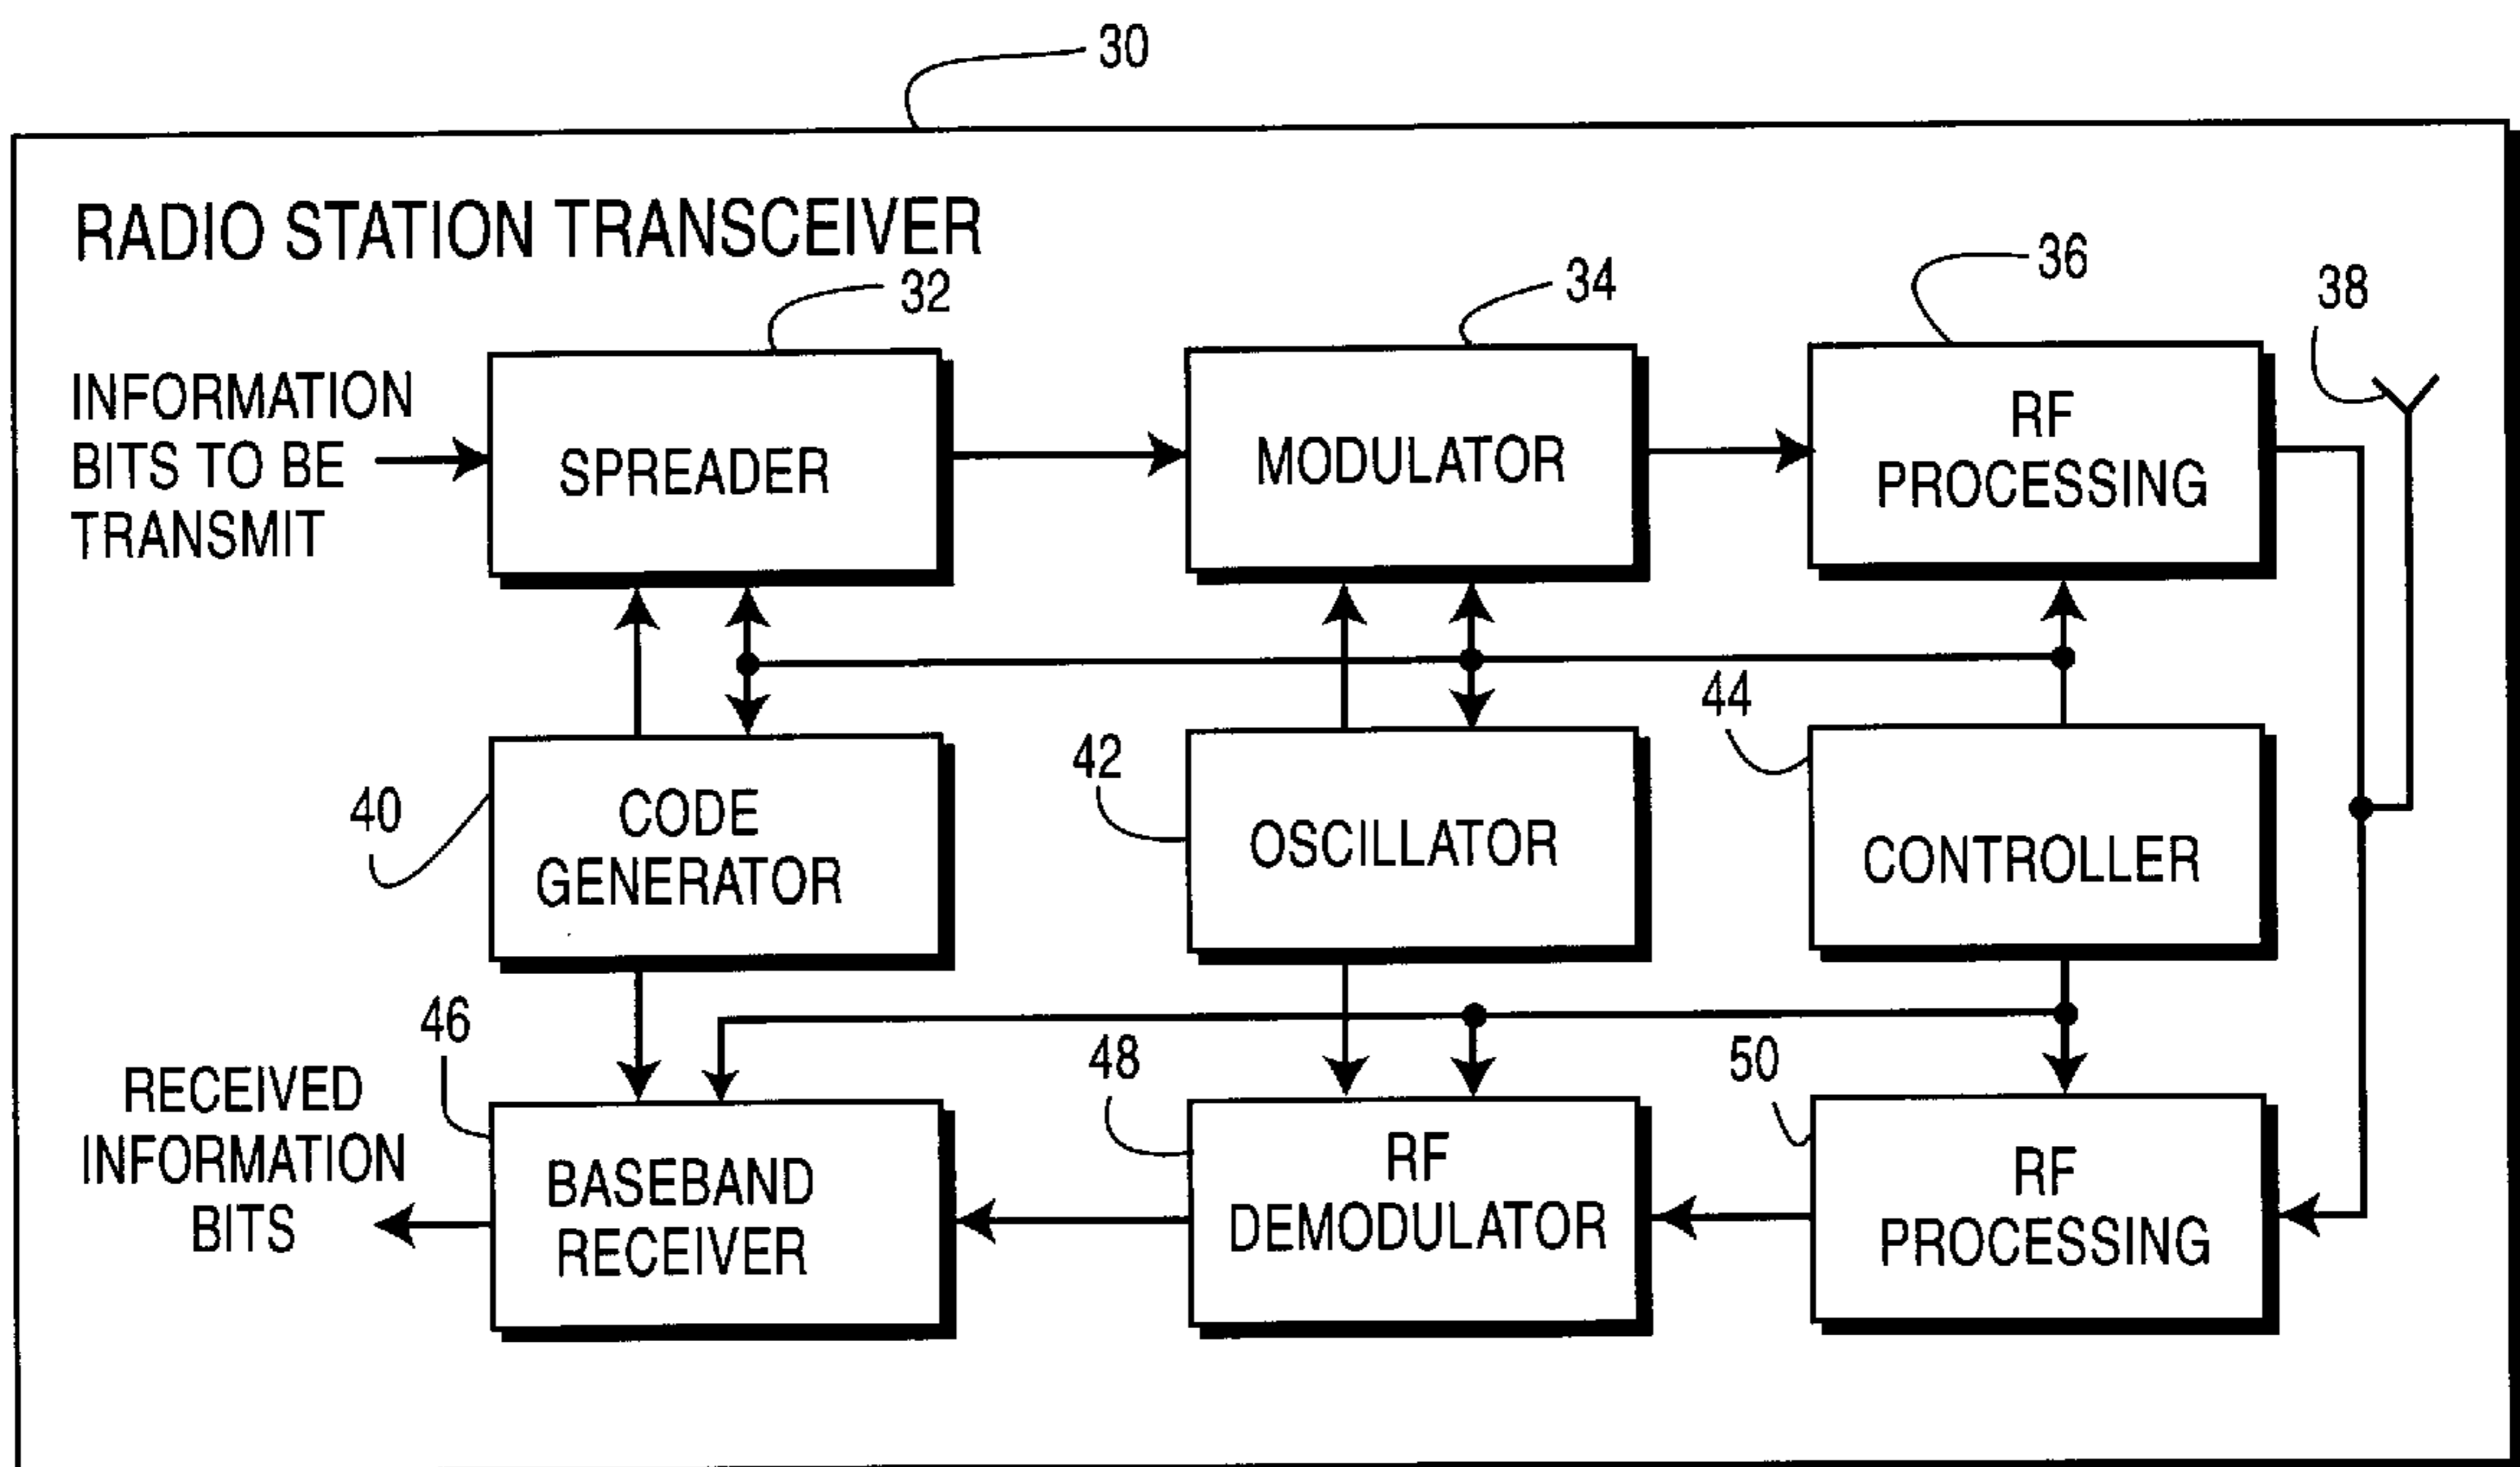 30
RADIO STATION TRANSCEIVER
32
34
36
38
INFORMATION
BITS TO BE
TRANSMIT
SPREADER
MODULATOR
RF
PROCESSING
40
CODE
GENERATOR
42
OSCILLATOR
44
CONTROLLER
46
RECEIVED
INFORMATION
BITS
BASEBAND
RECEIVER
48
RF
DEMODULATOR
50
RF
PROCESSING